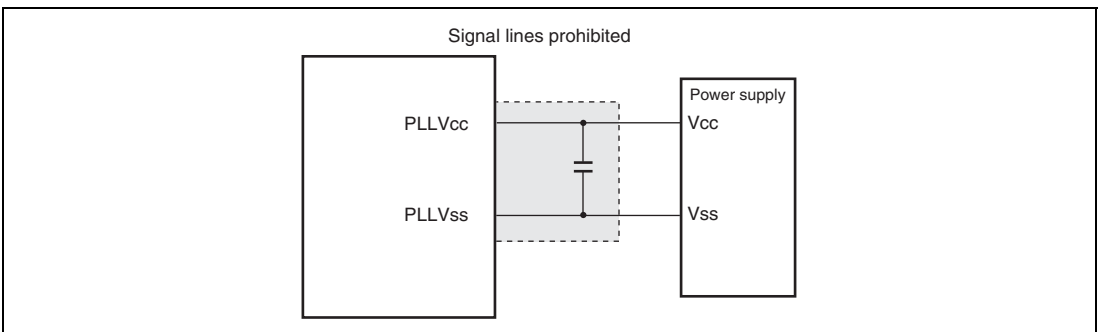 Signal lines prohibited
Power supply
PLLVcc
Vcc
PLLVss
Vss